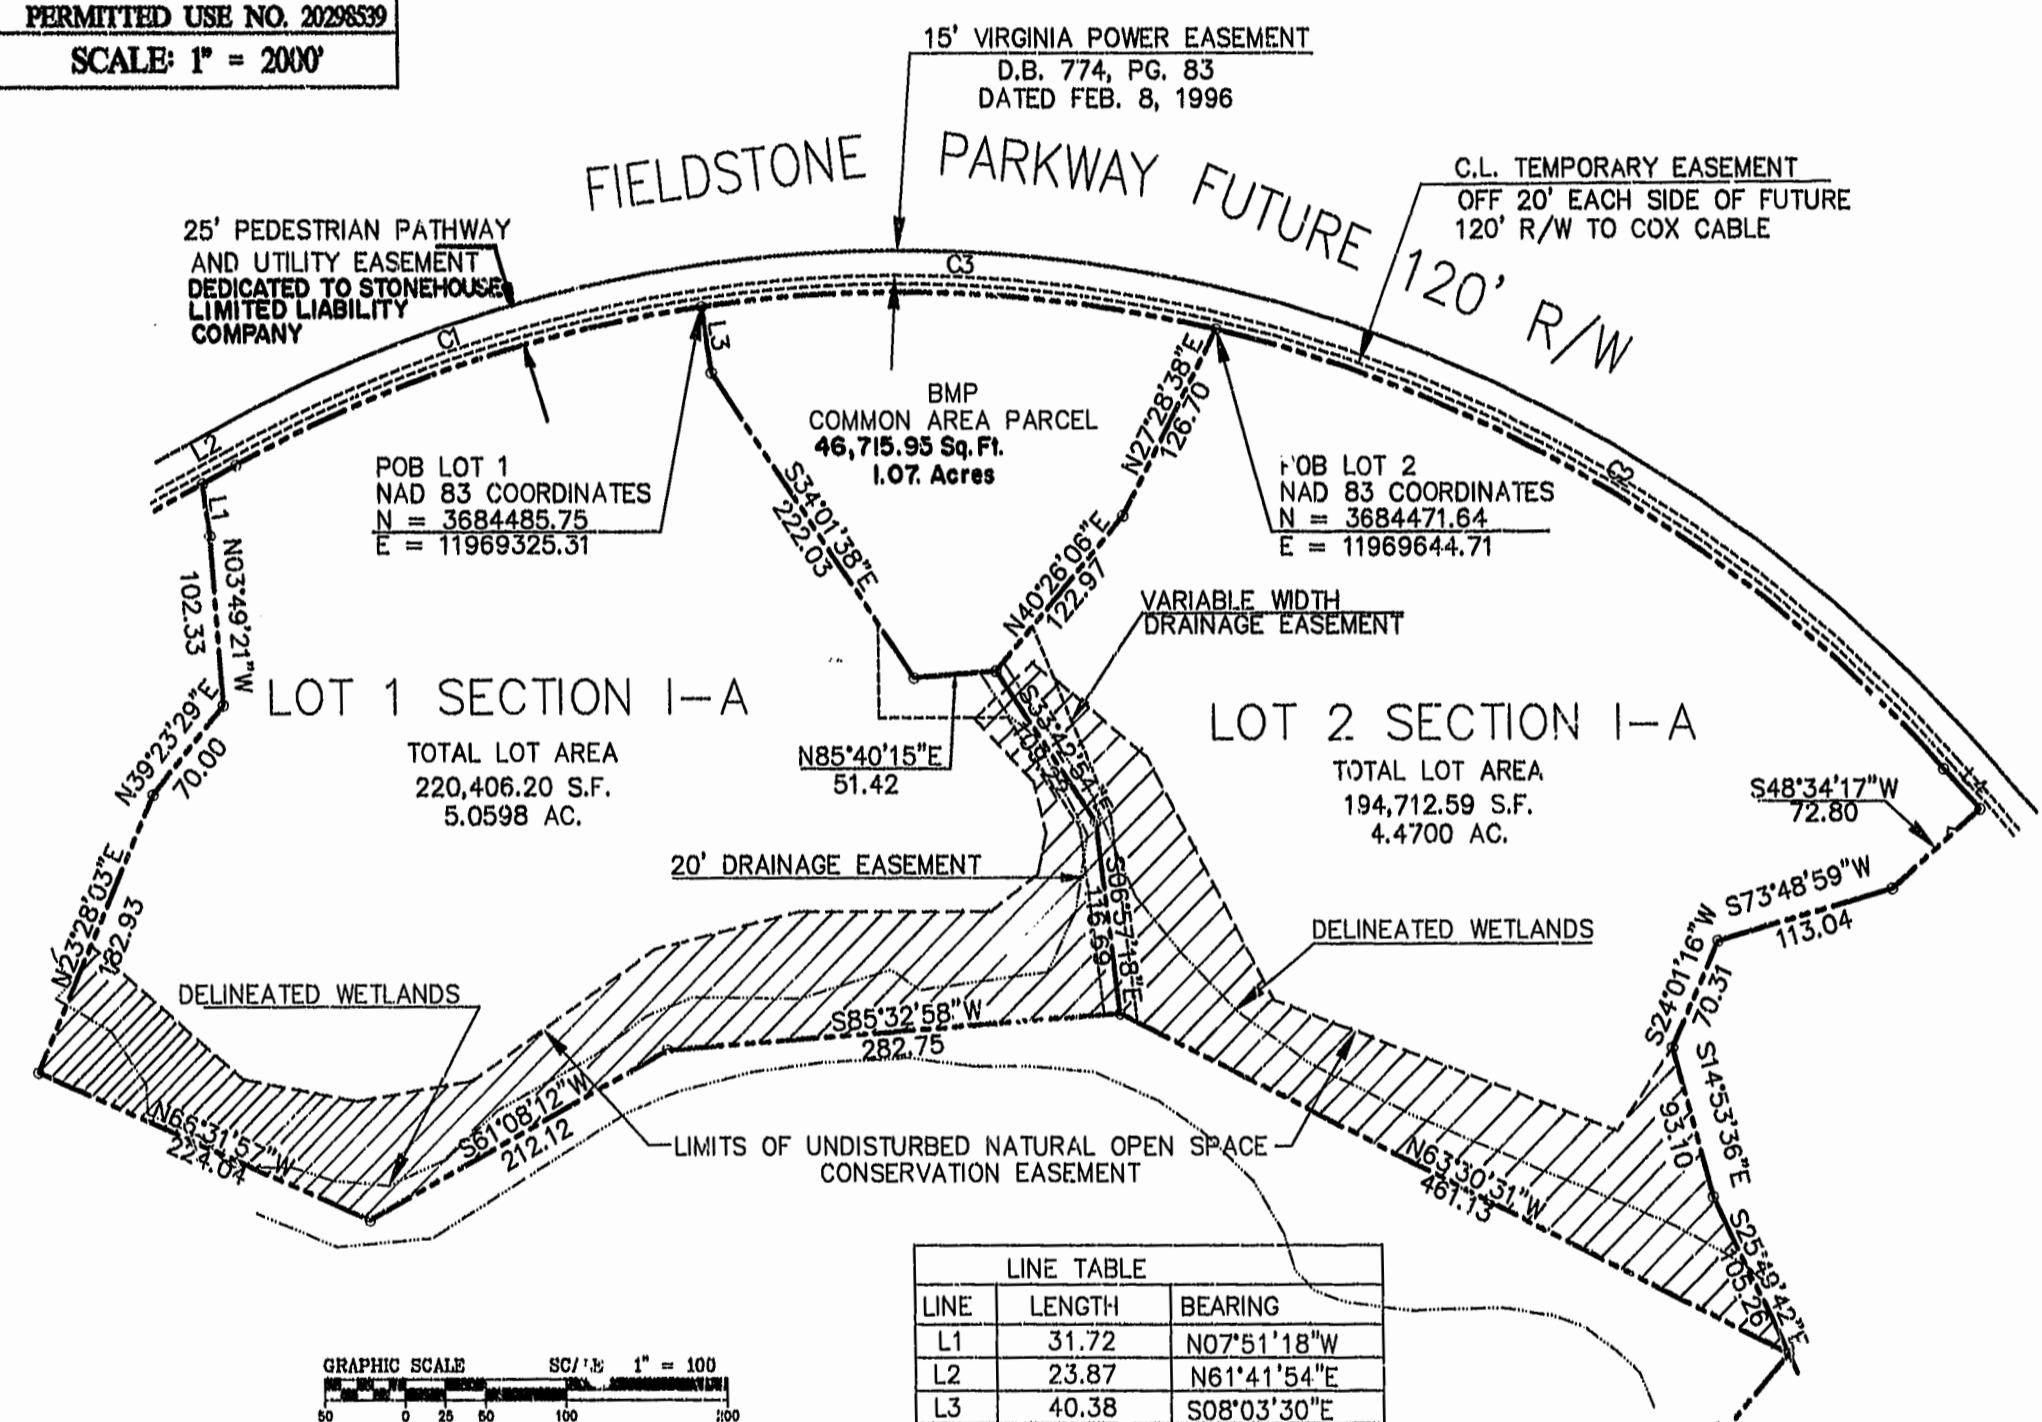 PERMITTED USE NO. 20298539
SCALE: 1" = 2000'
15' VIRGINIA POWER EASEMENT
D.B. 774, PG. 83
DATED FEB. 8, 1996
FIELDSTONE PARKWAY FUTURE 120' R/W
C.L. TEMPORARY EASEMENT
OFF 20' EACH SIDE OF FUTURE
120' R/W TO COX CABLE
25' PEDESTRIAN PATHWAY
AND UTILITY EASEMENT
DEDICATED TO STONEHOUSE
LIMITED LIABILITY
COMPANY
C1
C3
C2
L2
L1
L3
L4
BMP
COMMON AREA PARCEL
46,715.95 Sq.Ft.
1.07. Acres
POB LOT 1
NAD 83 COORDINATES
N = 3684485.75
E = 11969325.31
POB LOT 2
NAD 83 COORDINATES
N = 3684471.64
E = 11969644.71
N27°28'38"E
126.70
S34°01'38"E
222.03
N40°26'06"E
122.97
N03°49'21"W
102.33
VARIABLE WIDTH
DRAINAGE EASEMENT
LOT 1 SECTION I-A
TOTAL LOT AREA
220,406.20 S.F.
5.0598 AC.
LOT 2 SECTION I-A
TOTAL LOT AREA
194,712.59 S.F.
4.4700 AC.
N39°23'29"E
70.00
N85°40'15"E
51.42
S33°42'54"E
S48°34'17"W
72.80
20' DRAINAGE EASEMENT
S06°57'18"E
116.69
S73°48'59"W
113.04
N23°28'03"E
182.93
DELINEATED WETLANDS
DELINEATED WETLANDS
S24°01'16"W
70.31
S85°32'58"W
282.75
S14°53'36"E
93.10
N66°31'57"W
224.04
S61°08'12"W
212.12
LIMITS OF UNDISTURBED NATURAL OPEN SPACE
CONSERVATION EASEMENT
N63°30'31"W
461.13
S25°49'42"E
LINE TABLE
LINE LENGTH BEARING
L1 31.72 N07°51'18"W
L2 23.87 N61°41'54"E
L3 40.38 S08°03'30"E
GRAPHIC SCALE 1" = 100
50 0 25 50 100